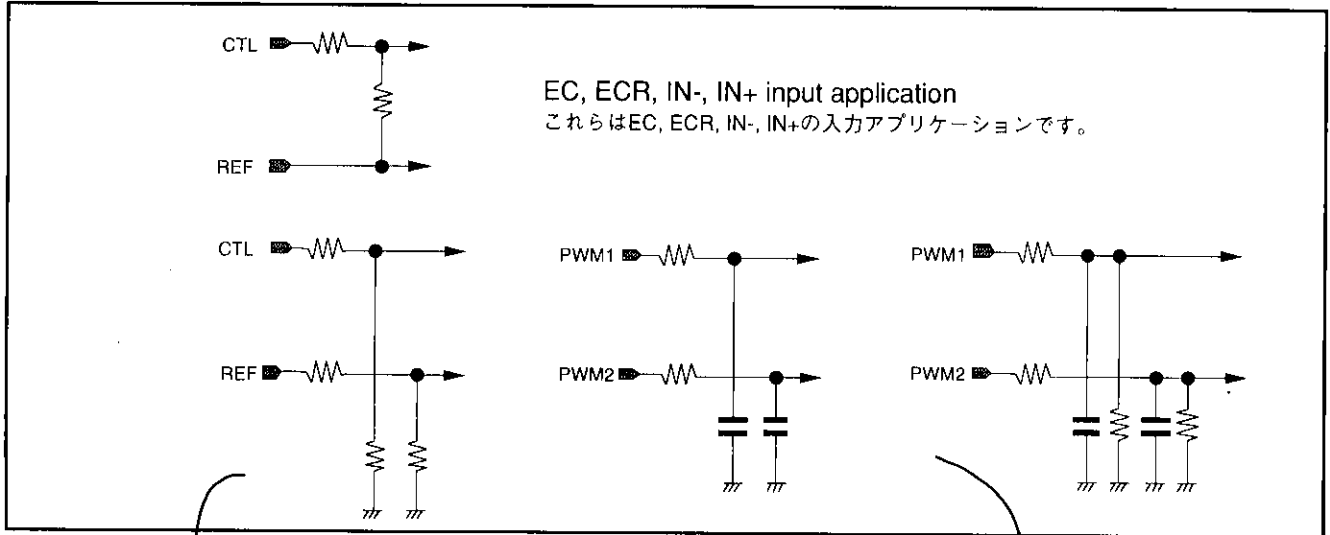 CTL
EC, ECR, IN-, IN+ input application
これらはEC, ECR, IN-, IN+の入力アプリケーションです。
REF
CTL
PWM1
PWM1
REF
PWM2
PWM2